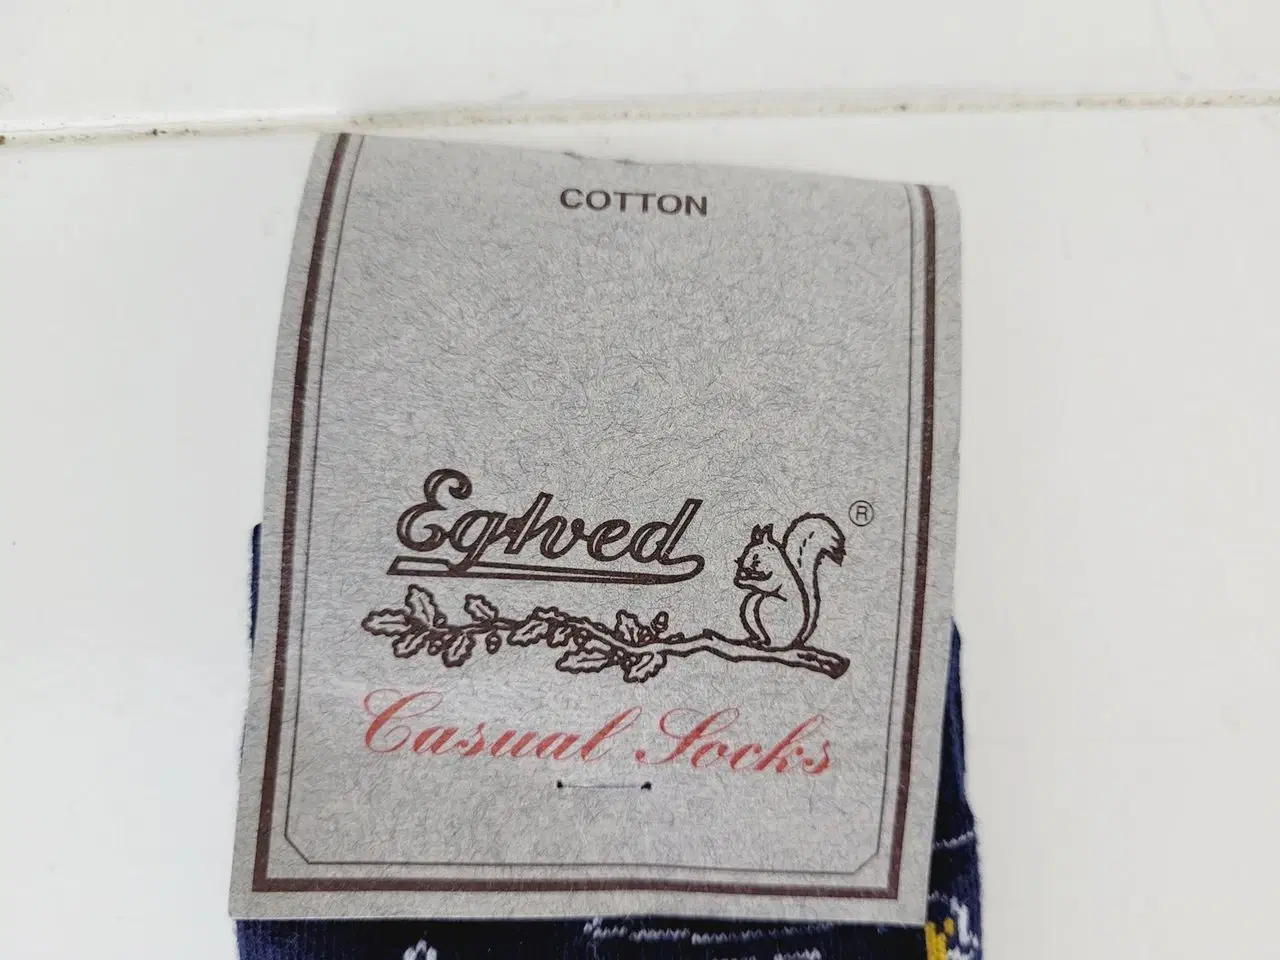 COTTON
Egtved
®
Casual Socks